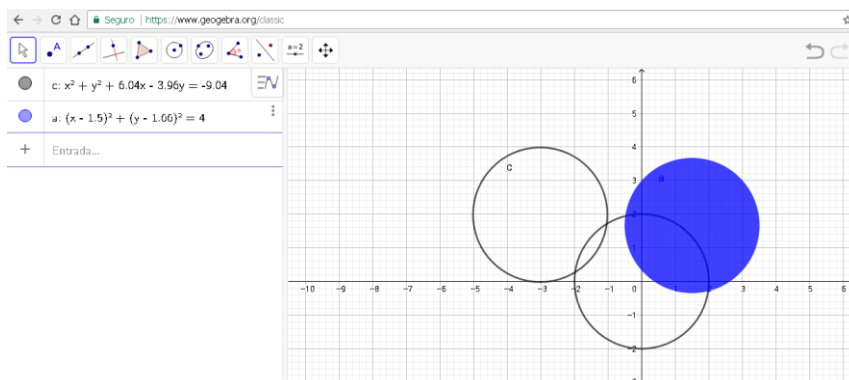 Seguro | https://www.geogebra.org/classic
A
a=2
c: x² + y² + 6.04x - 3.96y = -9.04
a: (x - 1.5)² + (y - 1.66)² = 4
+ Entrada...
6
5
4
c
3
a
2
1
-10 -9 -8 -7 -6 -5 -4 -3 -2 -1 0 1 2 3 4 5 6
-1
-2